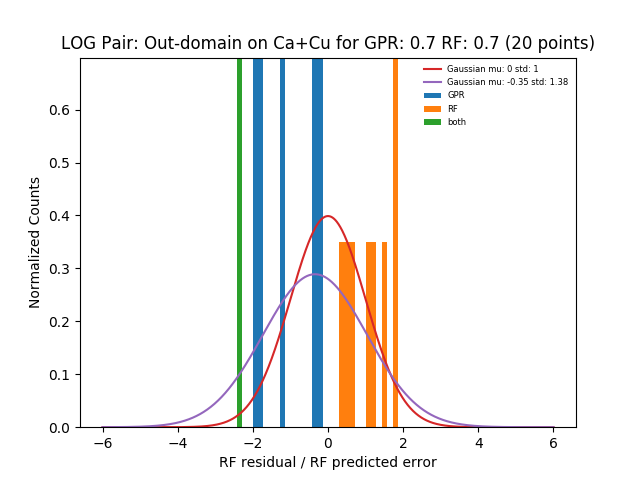 LOG Pair: Out-domain on Ca+Cu for GPR: 0.7 RF: 0.7 (20 points)
Gaussian mu: 0 std: 1
Gaussian mu: -0.35 std: 1.38
GPR
RF
both
0.6
0.5
0.4
0.3
0.2
0.1
0.0
Normalized Counts
−6 −4 −2 0 2 4 6
RF residual / RF predicted error